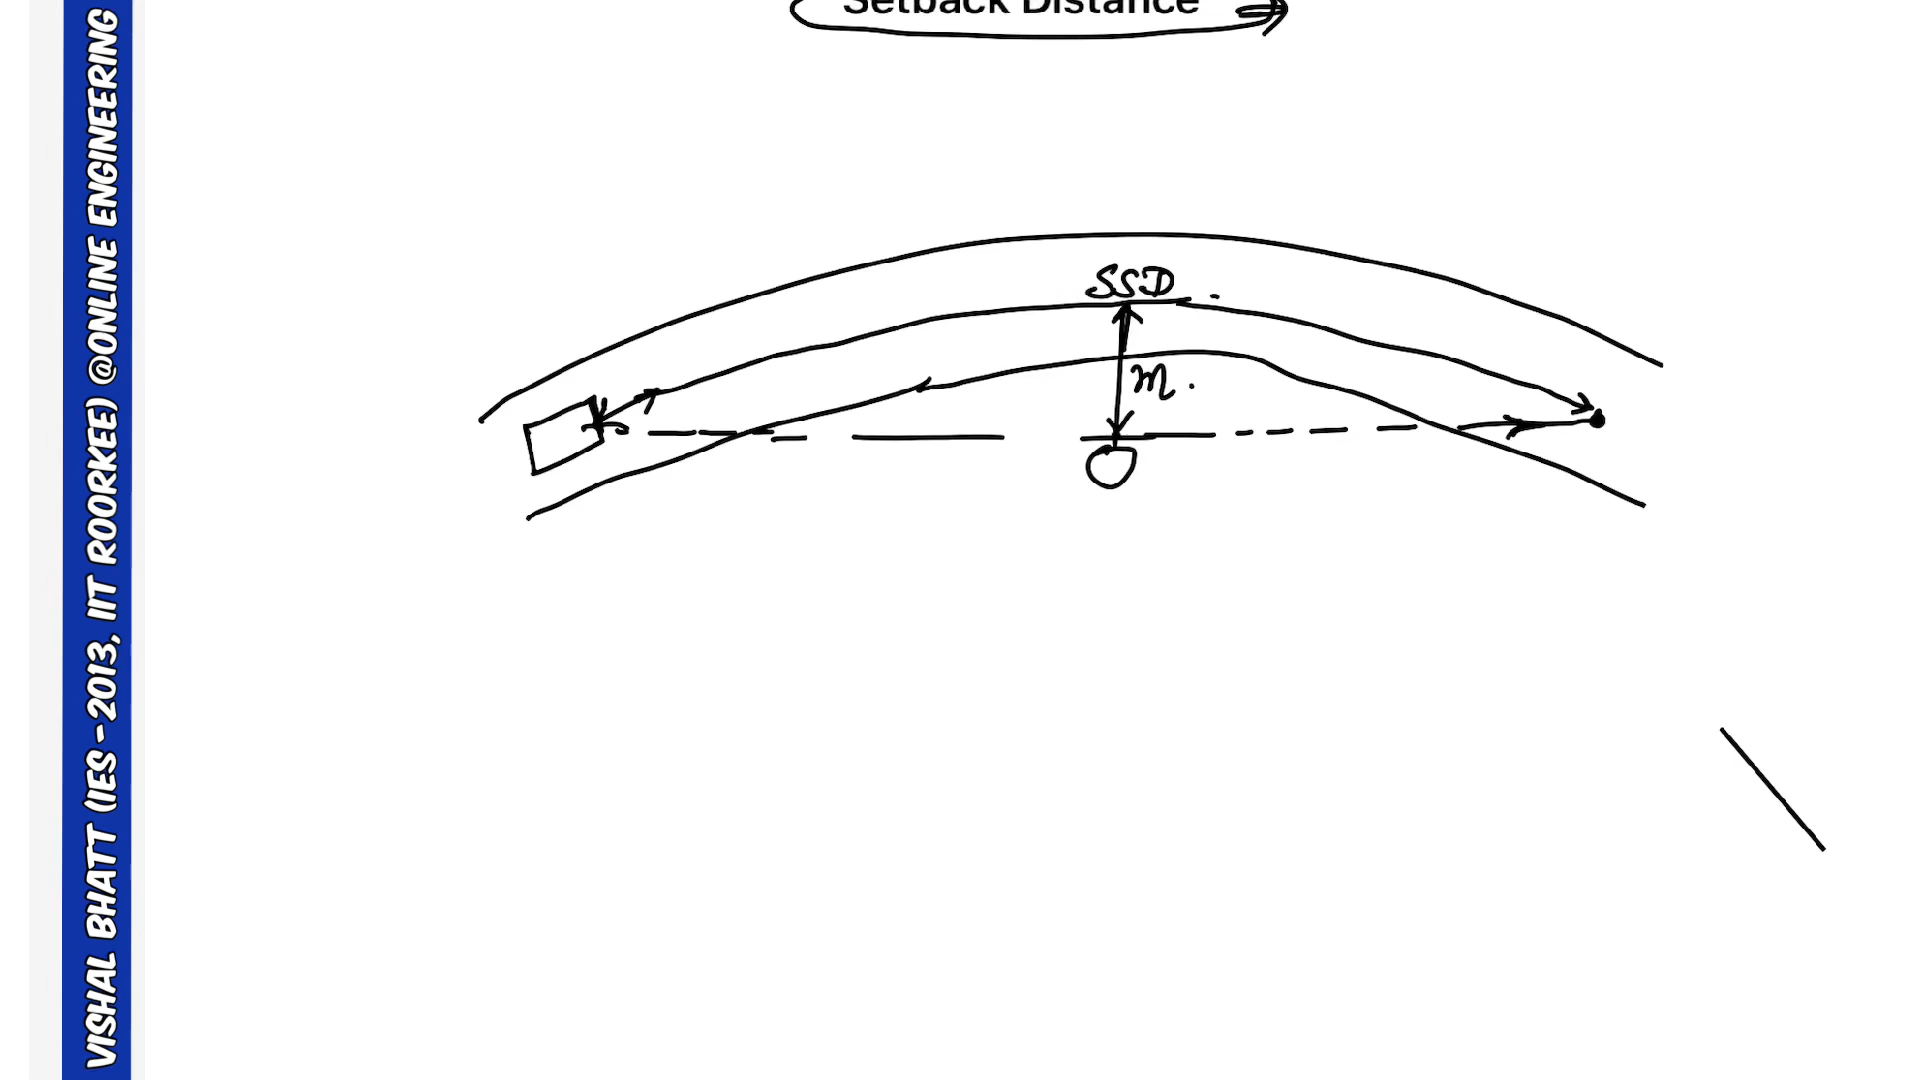 Setback Distance
SSD
m.
VISHAL BHATT (IES-2013, IIT ROORKEE) @ONLINE ENGINEERING